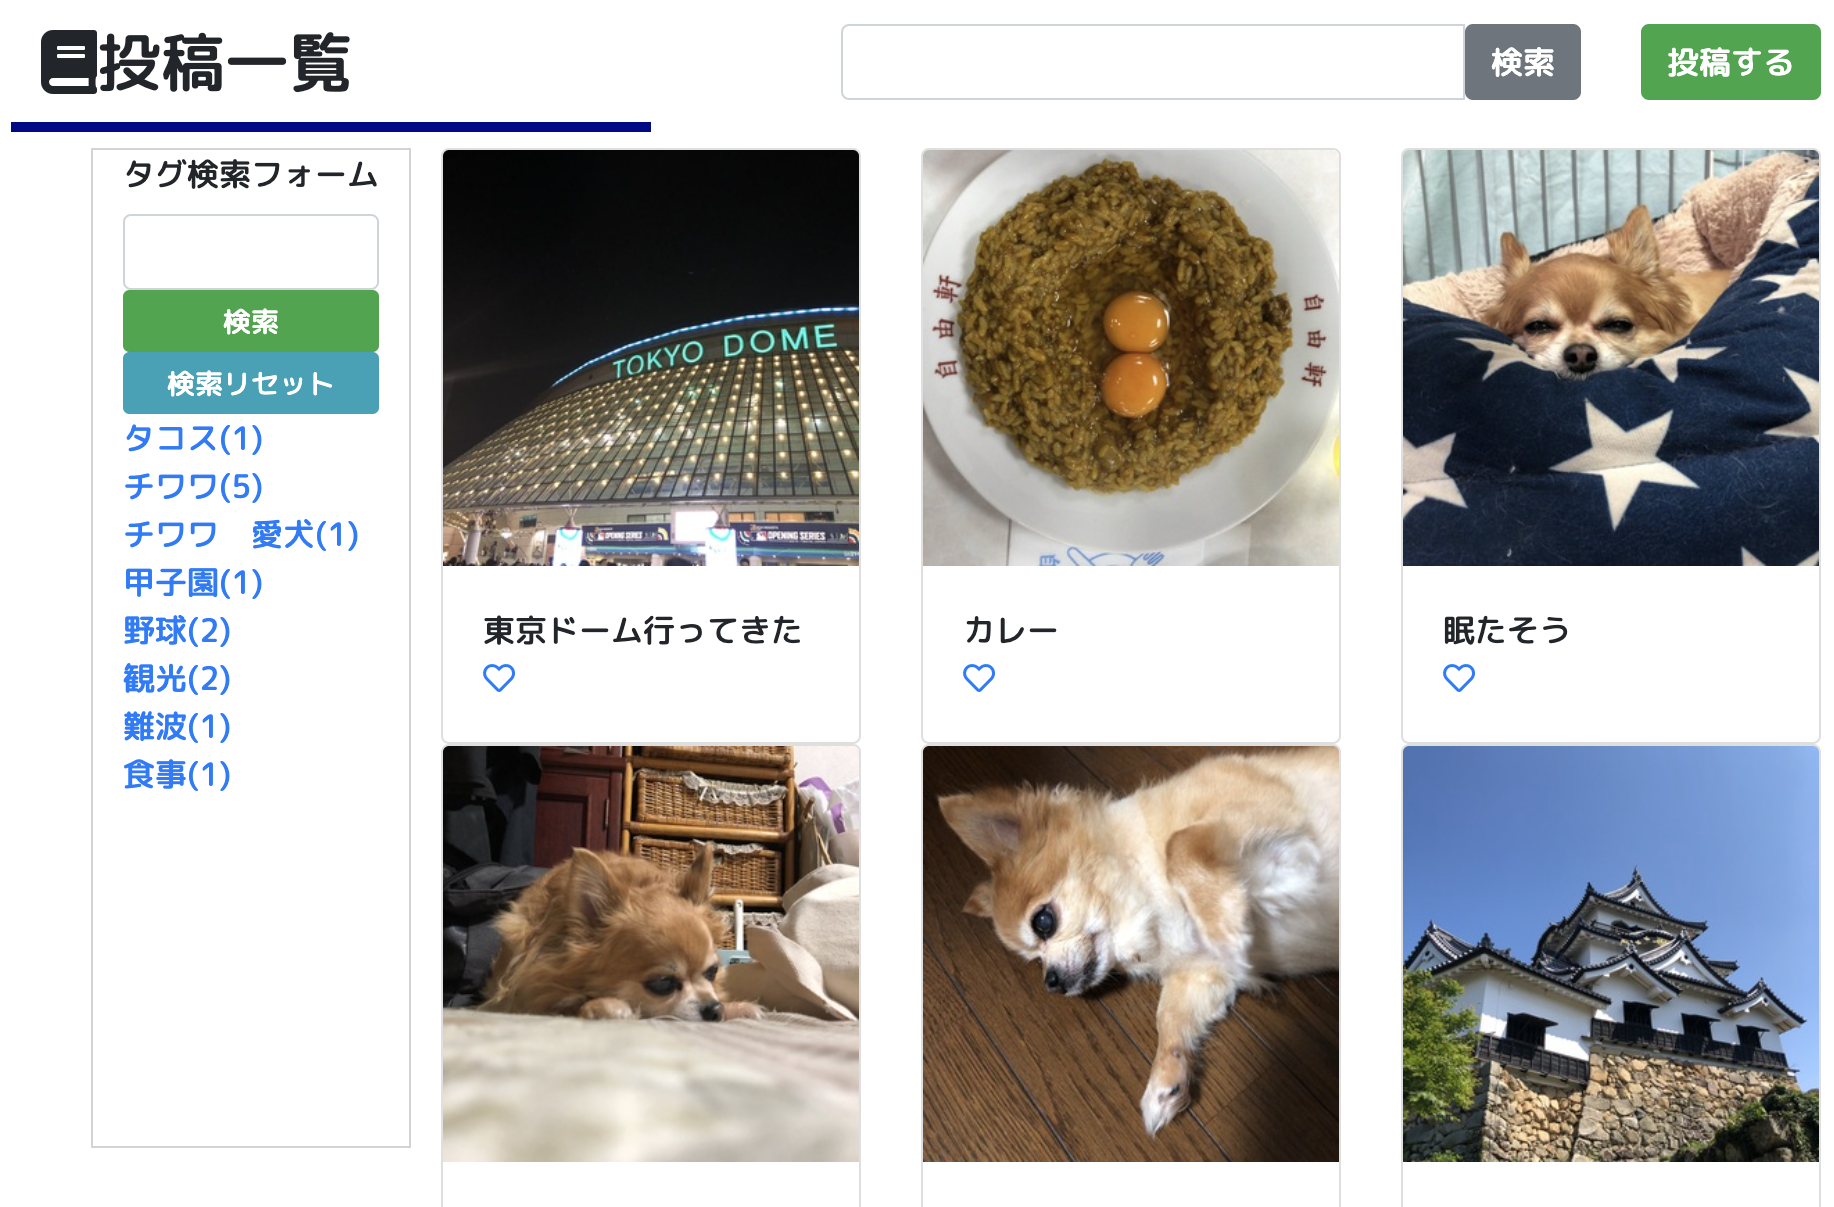 投稿一覧
検索
投稿する
タグ検索フォーム
検索
検索リセット
タコス(1)
チワワ(5)
チワワ　愛犬(1)
甲子園(1)
野球(2)
観光(2)
難波(1)
食事(1)
TOKYO DOME
OPENING SERIES
OPENING SERIES
自由軒
自由軒
東京ドーム行ってきた
カレー
眠たそう